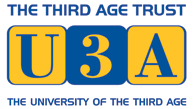 THE THIRD AGE TRUST
U3A
THE UNIVERSITY OF THE THIRD AGE